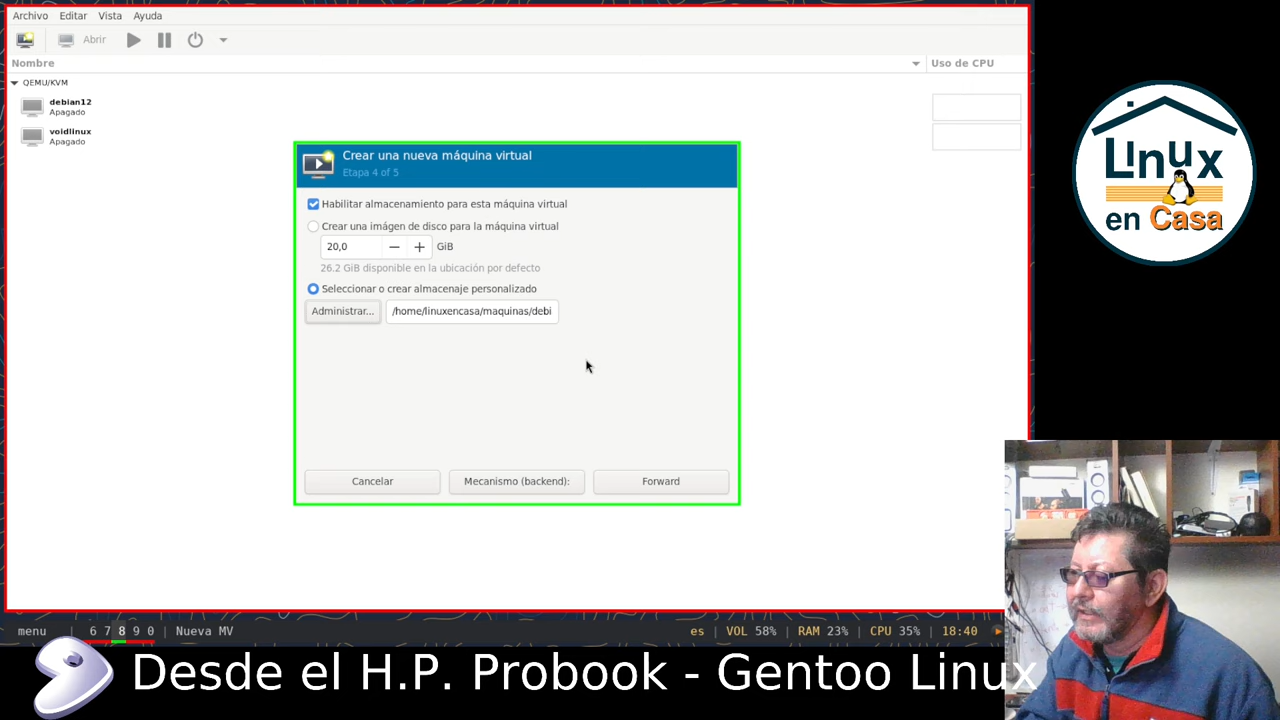 Archivo Editar Vista Ayuda
Abrir
Nombre Uso de CPU
QEMU/KVM
debian12
Apagado
voidlinux
Apagado
Crear una nueva máquina virtual
Etapa 4 of 5
Habilitar almacenamiento para esta máquina virtual
Crear una imágen de disco para la máquina virtual
20,0 GiB
26.2 GiB disponible en la ubicación por defecto
Seleccionar o crear almacenaje personalizado
Administrar... /home/linuxencasa/maquinas/debi
Cancelar Mecanismo (backend): Forward
Linux
en Casa
menu | 6 7 8 9 0 | Nueva MV es | VOL 58% | RAM 23% | CPU 35% | 18:40
Desde el H.P. Probook - Gentoo Linux